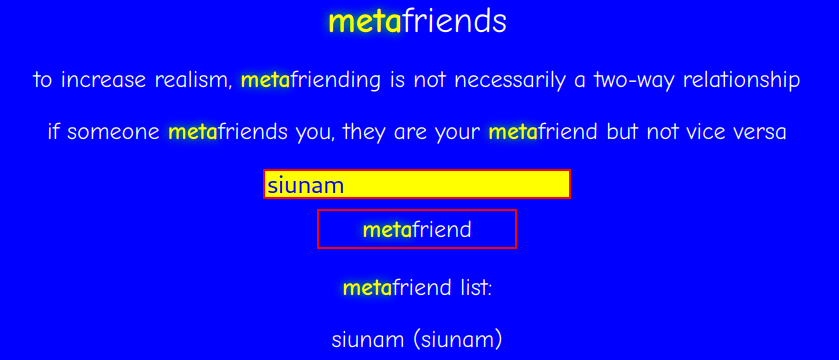 metafriends
to increase realism, metafriending is not necessarily a two-way relationship
if someone metafriends you, they are your metafriend but not vice versa
siunam
metafriend
metafriend list:
siunam (siunam)